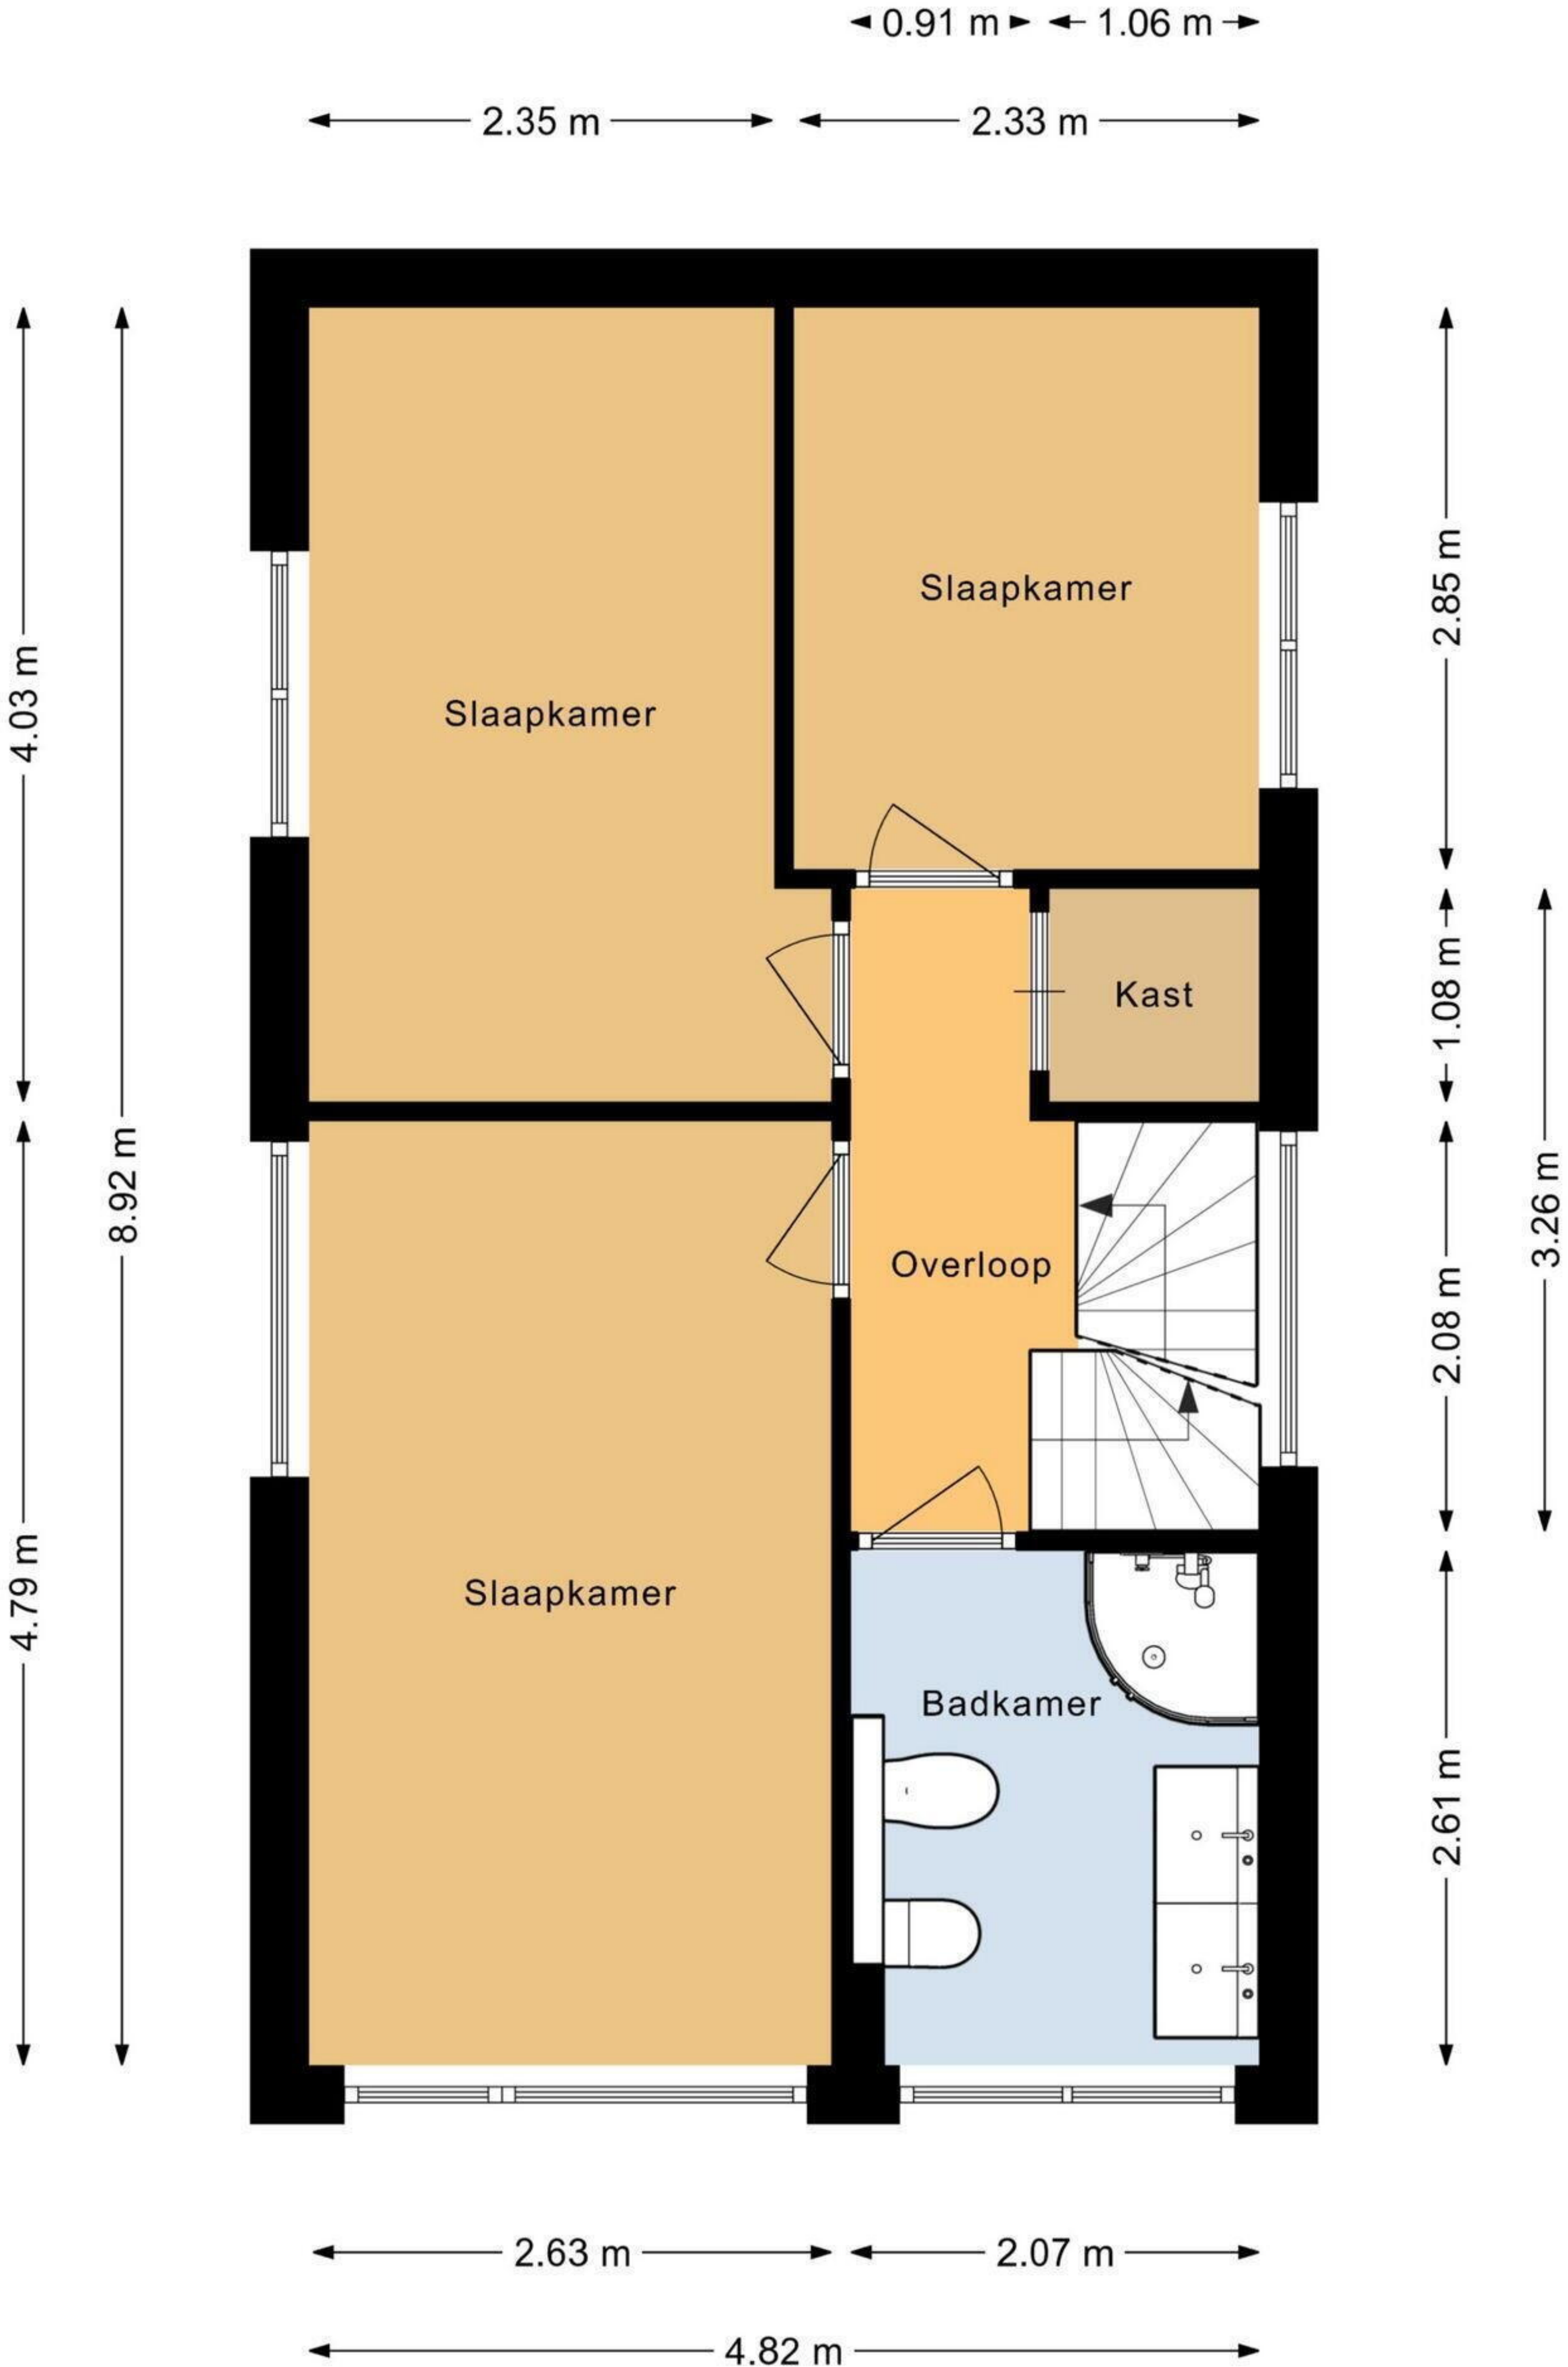 0.91 m
1.06 m
2.35 m
2.33 m
Slaapkamer
Slaapkamer
4.03 m
2.85 m
Kast
1.08 m
8.92 m
3.26 m
Overloop
2.08 m
Slaapkamer
4.79 m
Badkamer
2.61 m
2.63 m
2.07 m
4.82 m